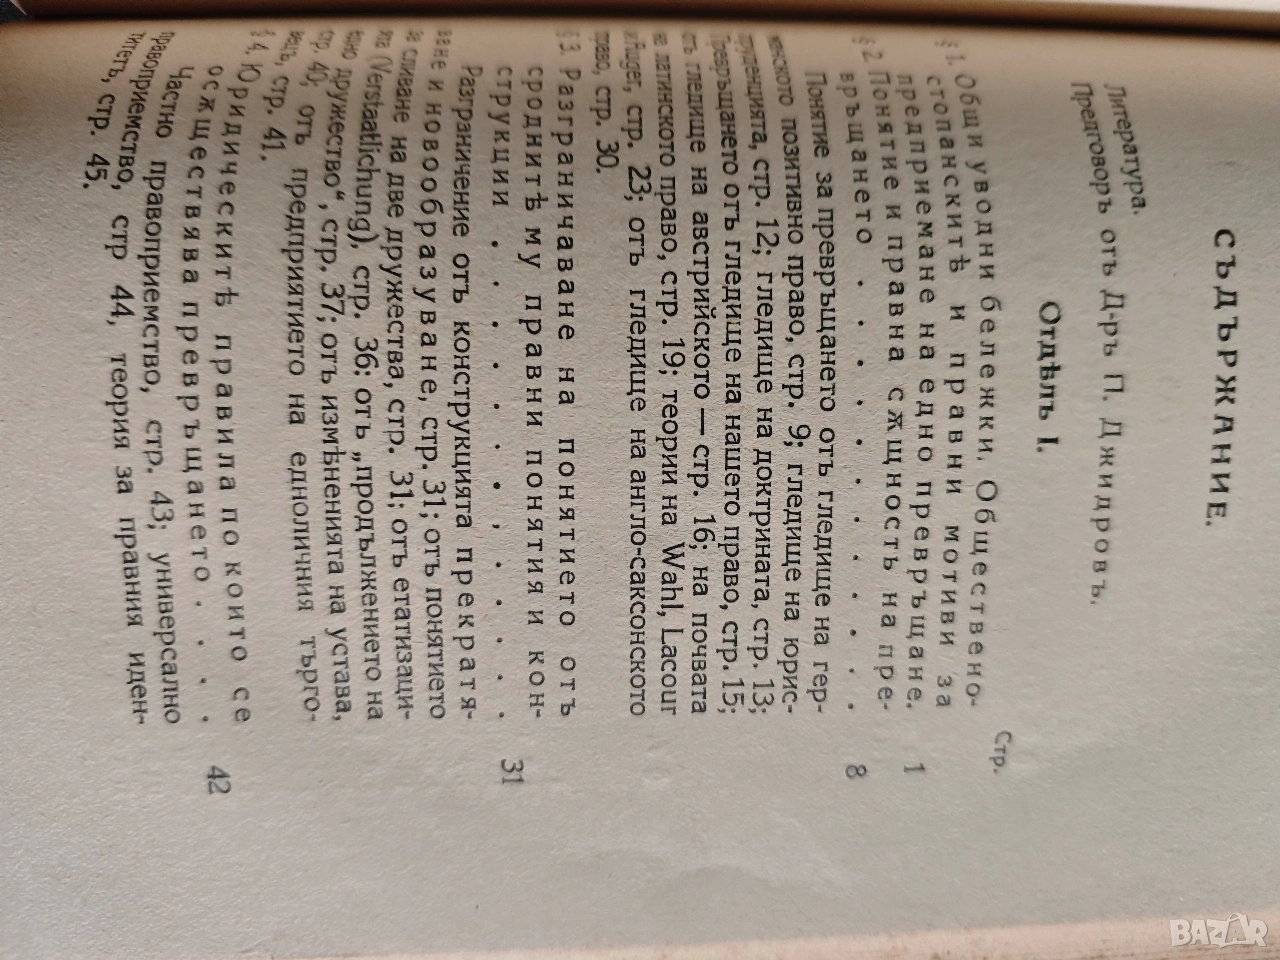 СЪДЪРЖАНИЕ.
Литература.
Предговоръ отъ Д-ръ П. Джидровъ.
Отдѣлъ I.
Стр.
§ 1. Общи уводни бележки. Обществено-
стопанскитѣ и правни мотиви за
предприемане на едно превръщане. 1
§ 2. Понятие и правна сѫщность на пре-
връщането . . . . . . . . . 8
Понятие за превръщането отъ гледище на гер-
манското позитивно право, стр. 9; гледище на юрис-
пруденцията, стр. 12; гледище на доктрината, стр. 13;
Превръщането отъ гледище на нашето право, стр. 15;
отъ гледище на австрийското — стр. 16; на почвата
на латинското право, стр. 19; теории на Wahl, Lacour
и Auger, стр. 23; отъ гледище на англо-саксонското
право, стр. 30.
§ 3. Разграничаване на понятието отъ
сроднитѣ му правни понятия и кон-
струкции . . . . . . . . . 31
Разграничение отъ конструкцията прекратя-
ване и новообразуване, стр. 31; отъ понятието
за сливане на две дружества, стр. 31; отъ етатизаци-
ята (Verstaatlichung), стр. 36; отъ „продължението на
дружество“, стр. 37; отъ измѣненията на устава,
стр. 40; отъ предприятието на едноличния търго-
вецъ, стр. 41.
§ 4. Юридическитѣ правила по които се
осѫществява превръщането . . . . 42
Частно правоприемство, стр. 43; универсално
правоприемство, стр 44, теория за правния иден-
титетъ, стр. 45.
BAZAR